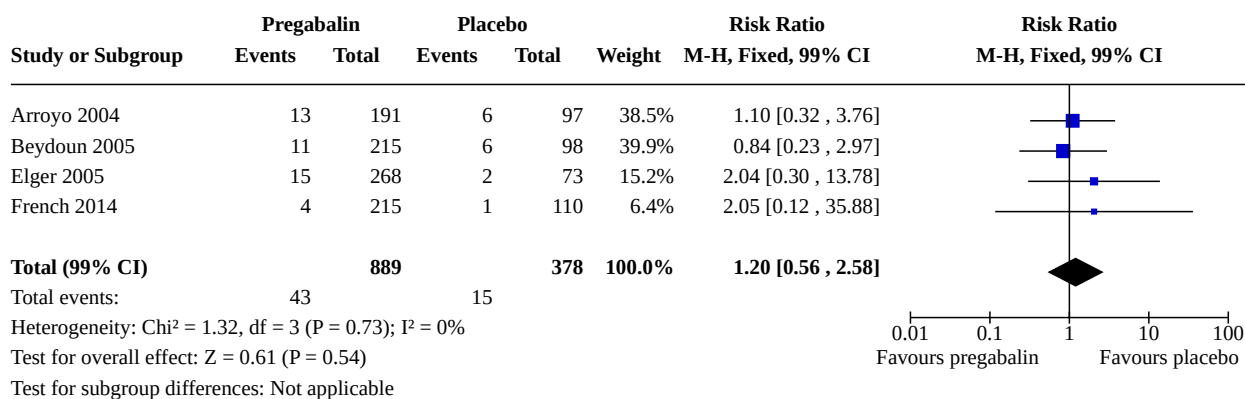 Pregabalin Placebo Risk Ratio Risk Ratio
Study or Subgroup Events Total Events Total Weight M-H, Fixed, 99% CI M-H, Fixed, 99% CI
Arroyo 2004 13 191 6 97 38.5% 1.10 [0.32 , 3.76]
Beydoun 2005 11 215 6 98 39.9% 0.84 [0.23 , 2.97]
Elger 2005 15 268 2 73 15.2% 2.04 [0.30 , 13.78]
French 2014 4 215 1 110 6.4% 2.05 [0.12 , 35.88]
Total (99% CI) 889 378 100.0% 1.20 [0.56 , 2.58]
Total events: 43 15
Heterogeneity: Chi² = 1.32, df = 3 (P = 0.73); I² = 0%
Test for overall effect: Z = 0.61 (P = 0.54)
Test for subgroup differences: Not applicable
0.01 0.1 1 10 100
Favours pregabalin Favours placebo